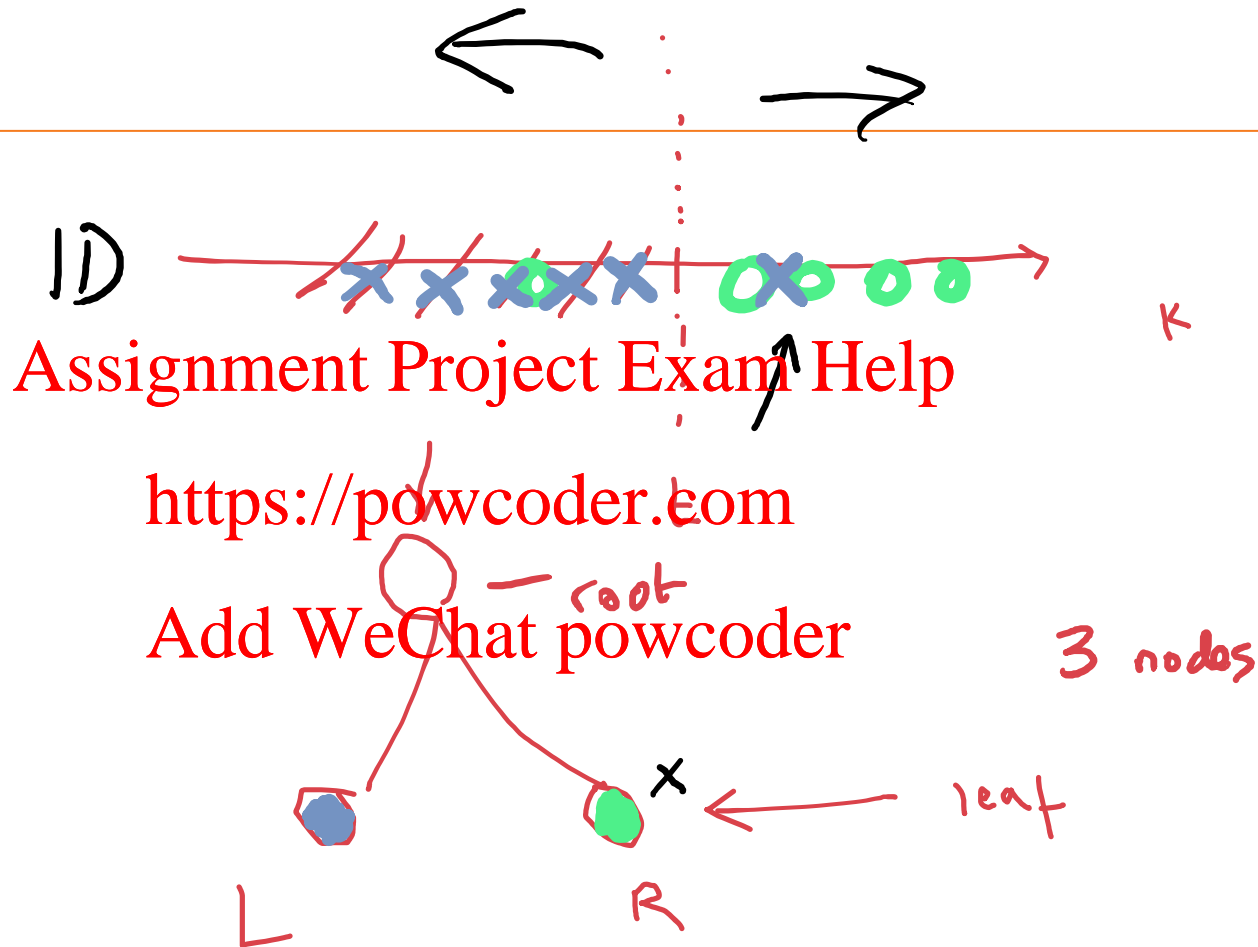 1D
K
Assignment Project Exam Help
https://powcoder.com
t
root
Add WeChat powcoder
3 nodes
x
leaf
L
R